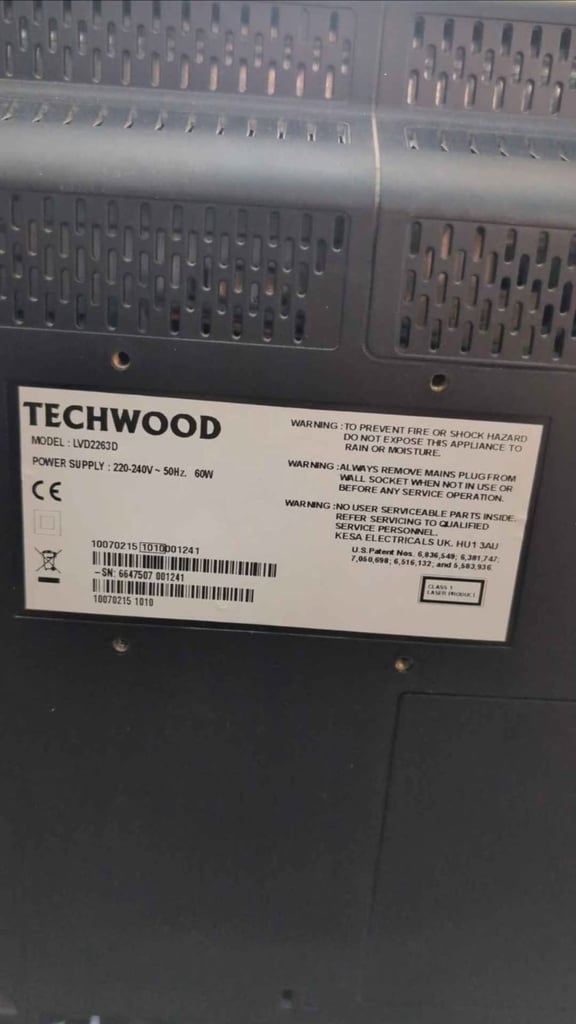 TECHWOOD
MODEL : LVD2263D
POWER SUPPLY : 220-240V ~ 50Hz. 60W
CE
10070215 1010 001241
-SN: 6647507 001241
10070215 1010
WARNING : TO PREVENT FIRE OR SHOCK HAZARD
DO NOT EXPOSE THIS APPLIANCE TO
RAIN OR MOISTURE.
WARNING : ALWAYS REMOVE MAINS PLUG FROM
WALL SOCKET WHEN NOT IN USE OR
BEFORE ANY SERVICE OPERATION.
WARNING : NO USER SERVICEABLE PARTS INSIDE.
REFER SERVICING TO QUALIFIED
SERVICE PERSONNEL.
KESA ELECTRICALS UK. HU1 3AU
U.S.Patent Nos. 6,836,549; 6,381,747;
7,050,698; 6,516,132; and 5,583,936
CLASS 1
LASER PRODUCT